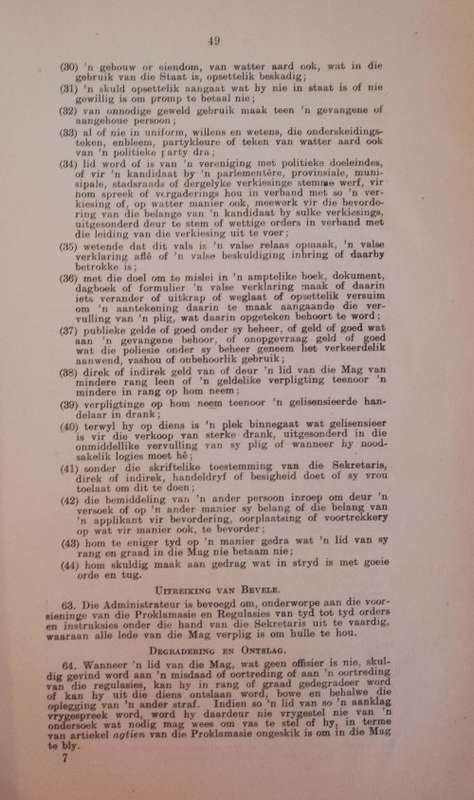 49
(30) 'n gebouw or eiendom, van watter aard ook, wat in die
gebruik van die Staat is, opsettelik beskadig;
(31) 'n skuld opsettelik aangaat wat hy nie in staat is of nie
gewillig is om promp te betaal nie;
(32) van onnodige geweld gebruik maak teen 'n gevangene of
aangehoue persoon;
(33) al of nie in uniform, willens en wetens, die onderskeidings-
teken, enbleem, partykleure of teken van watter aard ook
van 'n politieke party dra;
(34) lid word of is van 'n vereniging met politieke doeleindes,
of vir 'n kandidaat by 'n parlementêre, provinsiale, muni-
sipale, stadsraads of dergelyke verkiesinge stemme werf, vir
hom spreek of vergaderings hou in verband met so 'n ver-
kiesing of, op watter manier ook, meewerk vir die bevorde-
ring van die belange van 'n kandidaat by sulke verkiesings,
uitgesonderd deur te stem of wettige orders in verband met
die leiding van die verkiesing uit te voer;
(35) wetende dat dit vals is 'n valse relaas opmaak, 'n valse
verklaring aflê of 'n valse beskuldiging inbring of daarby
betrokke is;
(36) met die doel om te mislei in 'n amptelike boek, dokument,
dagboek of formulier 'n valse verklaring maak of daarin
iets verander of uitkrap of weglaat of opsettelik versuim
om 'n aantekening daarin te maak aangaande die ver-
vulling van 'n plig, wat daarin opgeteken behoort te word;
(37) publieke gelde of goed onder sy beheer, of geld of goed wat
aan 'n gevangene behoor, of onopgevraag geld of goed
wat die poliesie onder sy beheer geneem het verkeerdelik
aanwend, vashou of onbehoorlik gebruik;
(38) direk of indirek geld van of deur 'n lid van die Mag van
mindere rang leen of 'n geldelike verpligting teenoor 'n
mindere in rang op hom neem;
(39) verpligtinge op hom neem teenoor 'n gelisensieerde han-
delaar in drank;
(40) terwyl hy op diens is 'n plek binnegaat wat gelisensieer
is vir die verkoop van sterke drank, uitgesonderd in die
onmiddellike vervulling van sy plig of wanneer hy nood-
sakelik logies moet hê;
(41) sonder die skriftelike toestemming van die Sekretaris,
direk of indirek, handeldryf of besigheid doet of sy vrou
toelaat om dit te doen;
(42) die bemiddeling van 'n ander persoon inroep om deur 'n
versoek of op 'n ander manier sy belang of die belang van
'n applikant vir bevordering, oorplaatsing of voortrekkery
op wat vir manier ook, te bevorder;
(43) hom te eniger tyd op 'n manier gedra wat 'n lid van sy
rang en graad in die Mag nie betaam nie;
(44) hom skuldig maak aan gedrag wat in stryd is met goeie
orde en tug.
UITREIKING VAN BEVELE.
63. Die Administrateur is bevoegd om, onderworpe aan die voor-
sieninge van die Proklamasie en Regulasies van tyd tot tyd orders
en instruksies onder die hand van die Sekretaris uit te vaardig,
waaraan alle lede van die Mag verplig is om hulle te hou.
DEGRADERING EN ONTSLAG.
64. Wanneer 'n lid van die Mag, wat geen offisier is nie, skul-
dig gevind word aan 'n misdaad of oortreding of aan 'n oortreding
van die regulasies, kan hy in rang of graad gedegradeer word
of kan hy uit die diens ontslaan word, bowe en behalwe die
oplegging van 'n ander straf. Indien so 'n lid van so 'n aanklag
vrygespreek word, word hy daardeur nie vrygestel nie van 'n
ondersoek wat nodig mag wees om vas te stel of hy, in terme
van artiekel agtien van die Proklamasie ongeskik is om in die Mag
te bly.
7